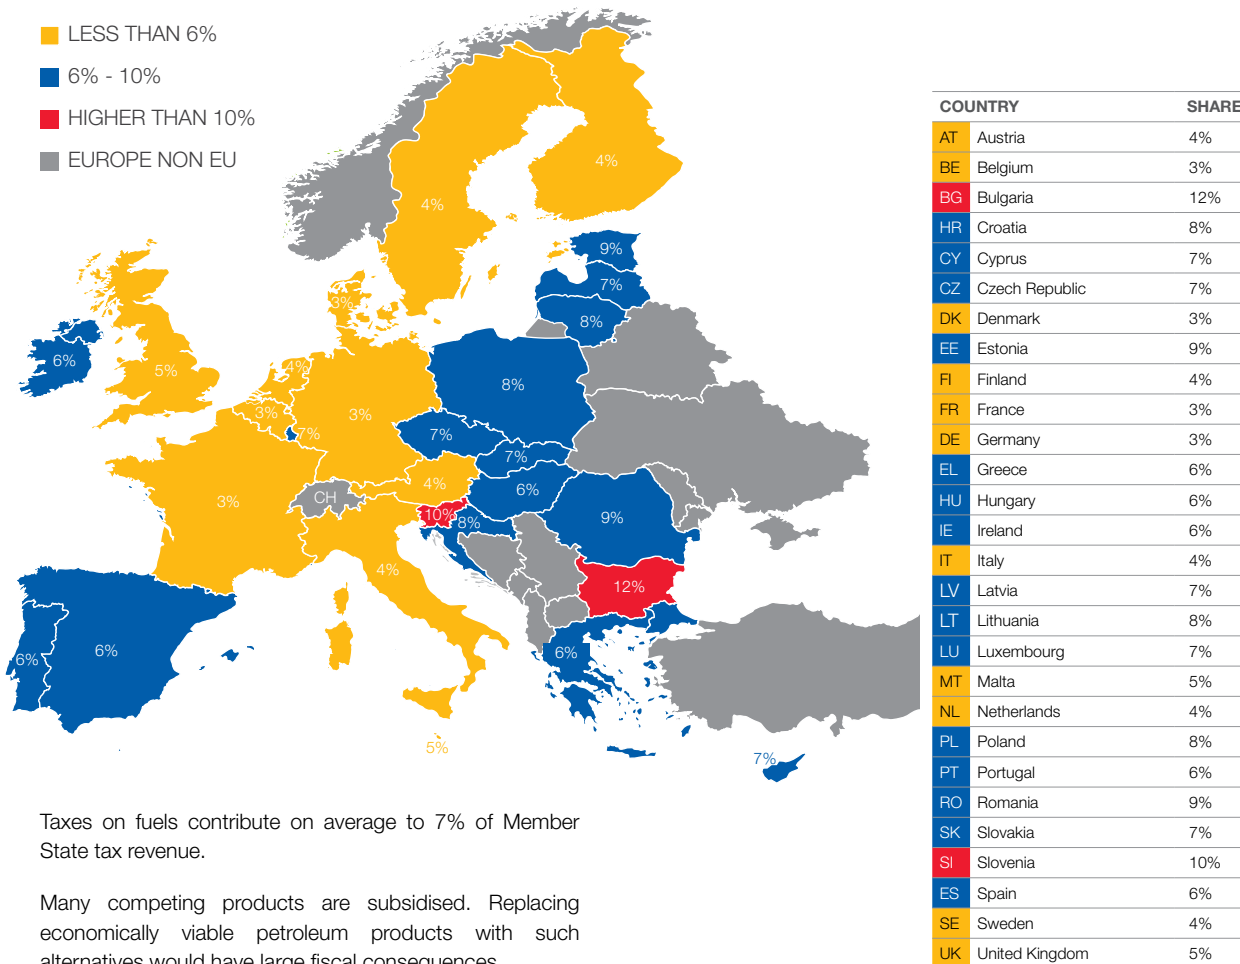 LESS THAN 6%
6% - 10%
HIGHER THAN 10%
EUROPE NON EU
4%
4%
9%
7%
8%
3%
6%
5%
4%
3%
7%
3%
8%
7%
7%
6%
4%
CH
3%
10%
8%
9%
4%
12%
6%
6%
6%
5%
7%
COUNTRY SHARE
AT Austria 4%
BE Belgium 3%
BG Bulgaria 12%
HR Croatia 8%
CY Cyprus 7%
CZ Czech Republic 7%
DK Denmark 3%
EE Estonia 9%
FI Finland 4%
FR France 3%
DE Germany 3%
EL Greece 6%
HU Hungary 6%
IE Ireland 6%
IT Italy 4%
LV Latvia 7%
LT Lithuania 8%
LU Luxembourg 7%
MT Malta 5%
NL Netherlands 4%
PL Poland 8%
PT Portugal 6%
RO Romania 9%
SK Slovakia 7%
SI Slovenia 10%
ES Spain 6%
SE Sweden 4%
UK United Kingdom 5%
Taxes on fuels contribute on average to 7% of Member
State tax revenue.
Many competing products are subsidised. Replacing
economically viable petroleum products with such
alternatives would have large fiscal consequences